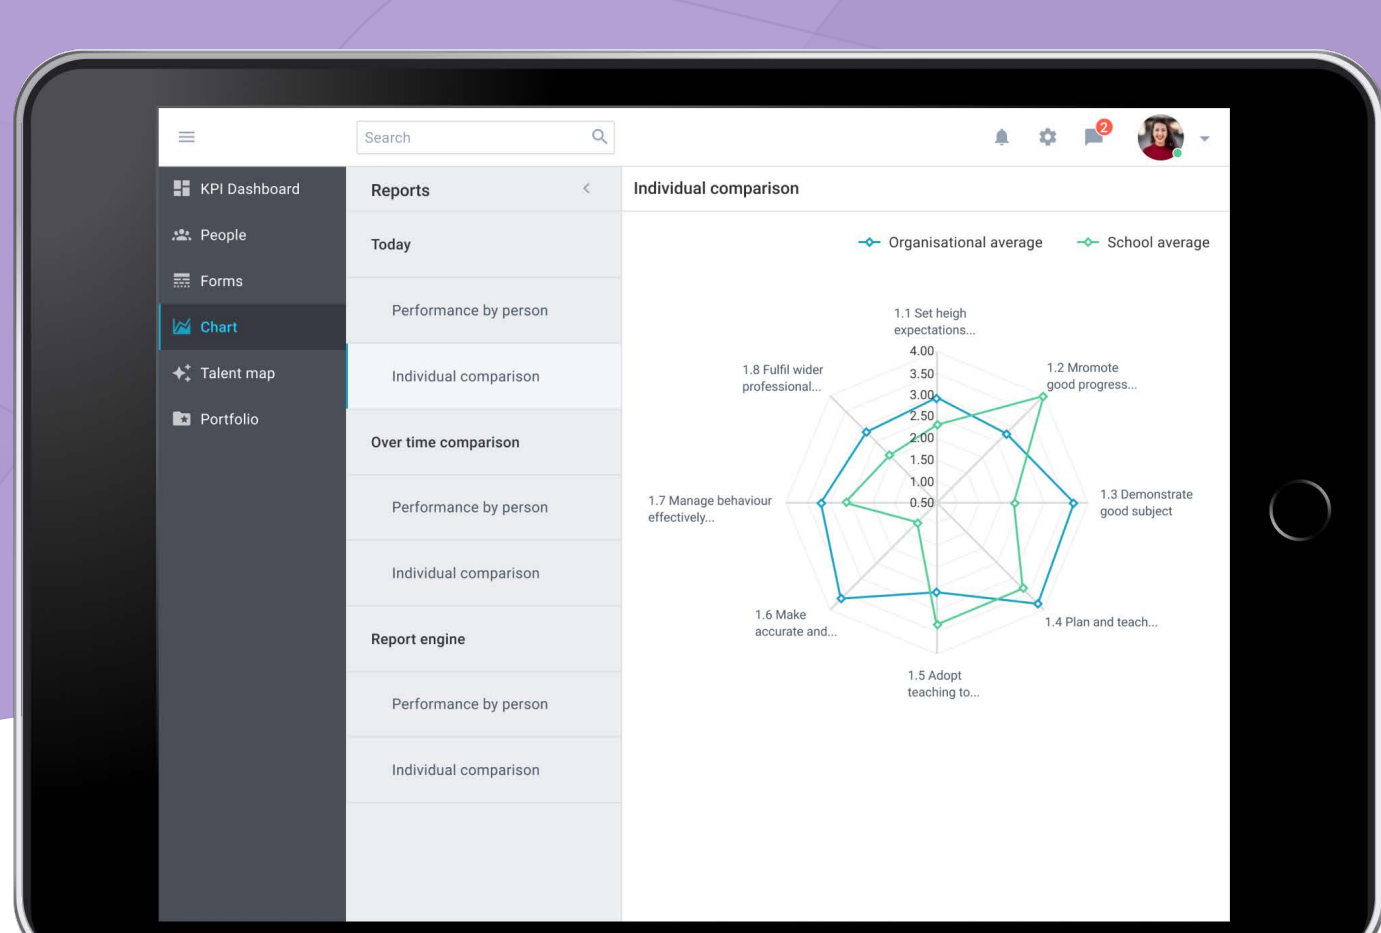 Search
2
KPI Dashboard
People
Forms
Chart
Talent map
Portfolio
Reports
Today
Performance by person
Individual comparison
Over time comparison
Performance by person
Individual comparison
Report engine
Performance by person
Individual comparison
Individual comparison
Organisational average
School average
1.1 Set heigh
expectations...
4.00
3.50
3.00
2.50
2.00
1.50
1.00
0.50
1.2 Mromote
good progress...
1.3 Demonstrate
good subject
1.4 Plan and teach...
1.5 Adopt
teaching to...
1.6 Make
accurate and...
1.7 Manage behaviour
effectively...
1.8 Fulfil wider
professional...